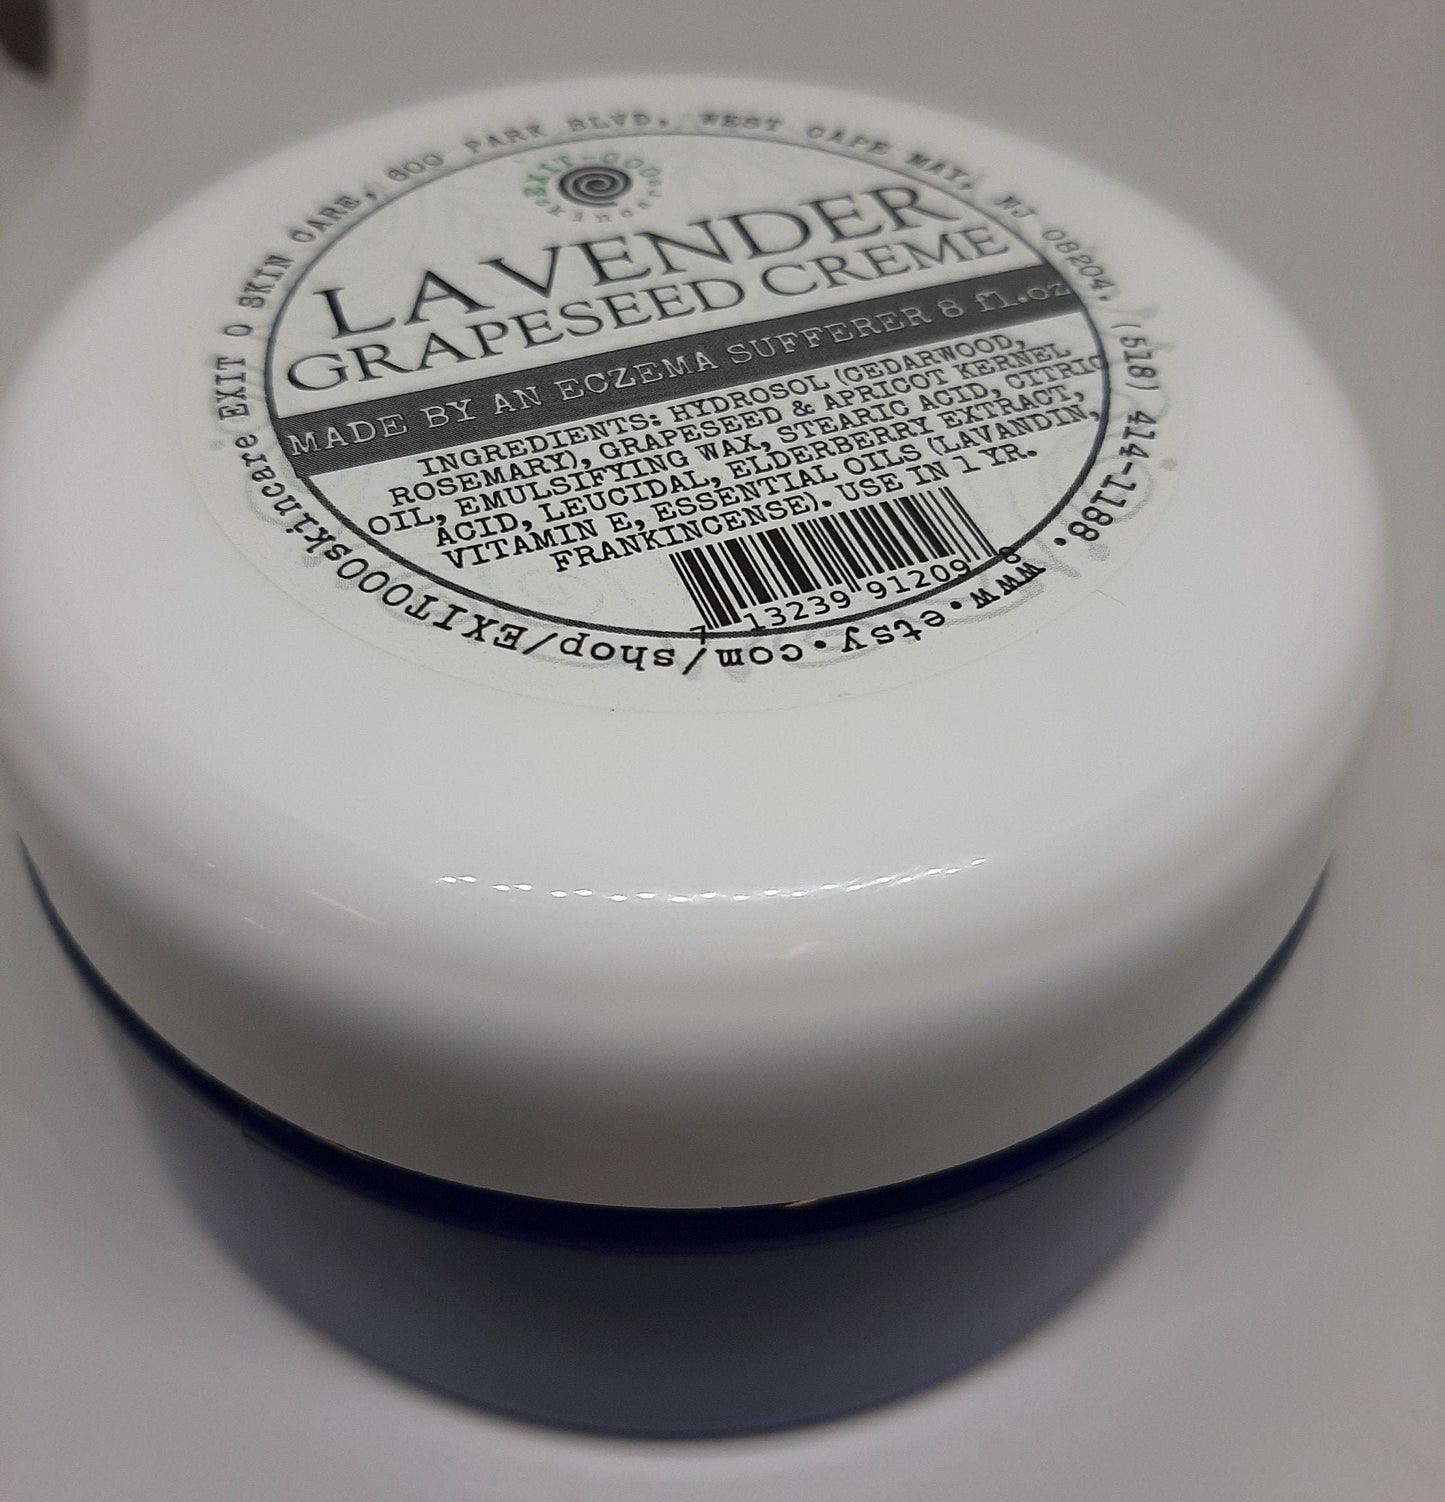 EXIT 0 SKIN CARE, 600 PARK BLVD, WEST CAPE MAY, NJ 08204. (518) 414-1188.
www.etsy.com/shop/EXIT000skincare
EXIT-000
LAVENDER
GRAPESEED CREME
MADE BY AN ECZEMA SUFFERER 8 fl.oz
INGREDIENTS: HYDROSOL (CEDARWOOD,
ROSEMARY), GRAPESEED & APRICOT KERNEL
OIL, EMULSIFYING WAX, STEARIC ACID, CITRIC
ACID, LEUCIDAL, ELDERBERRY EXTRACT,
VITAMIN E, ESSENTIAL OILS (LAVANDIN,
FRANKINCENSE). USE IN 1 YR.
7 13239 91209 8